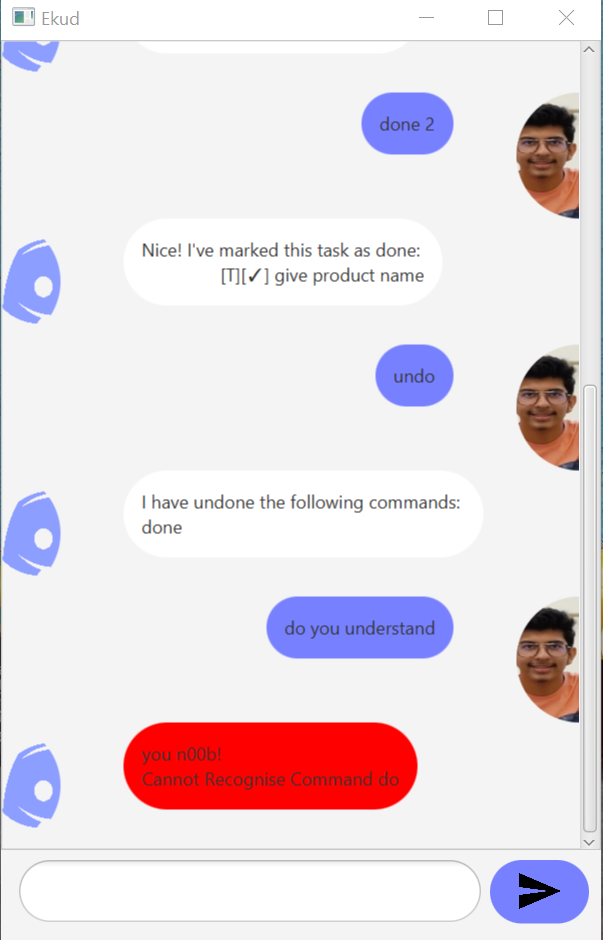 Ekud
done 2
Nice! I've marked this task as done:
[T][✓] give product name
undo
I have undone the following commands:
done
do you understand
you n00b!
Cannot Recognise Command do